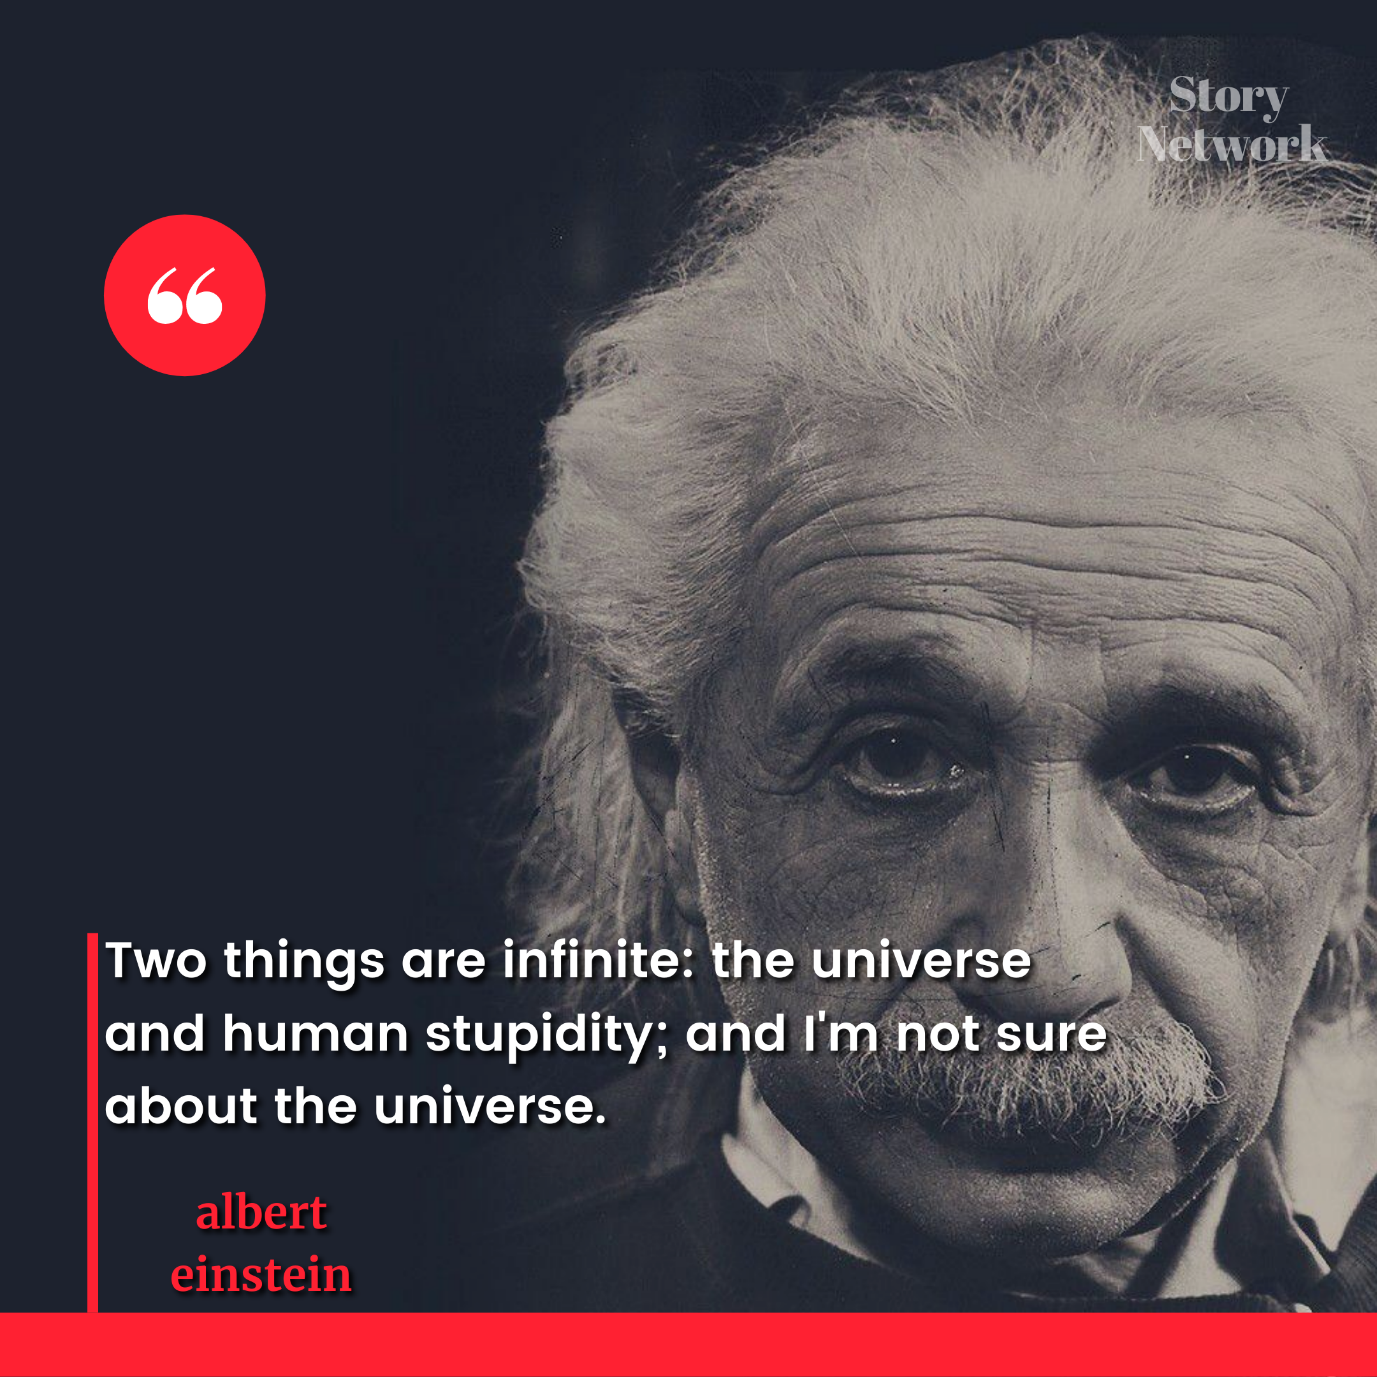 Story
Network
“
Two things are infinite: the universe
and human stupidity; and I'm not sure
about the universe.
albert
einstein